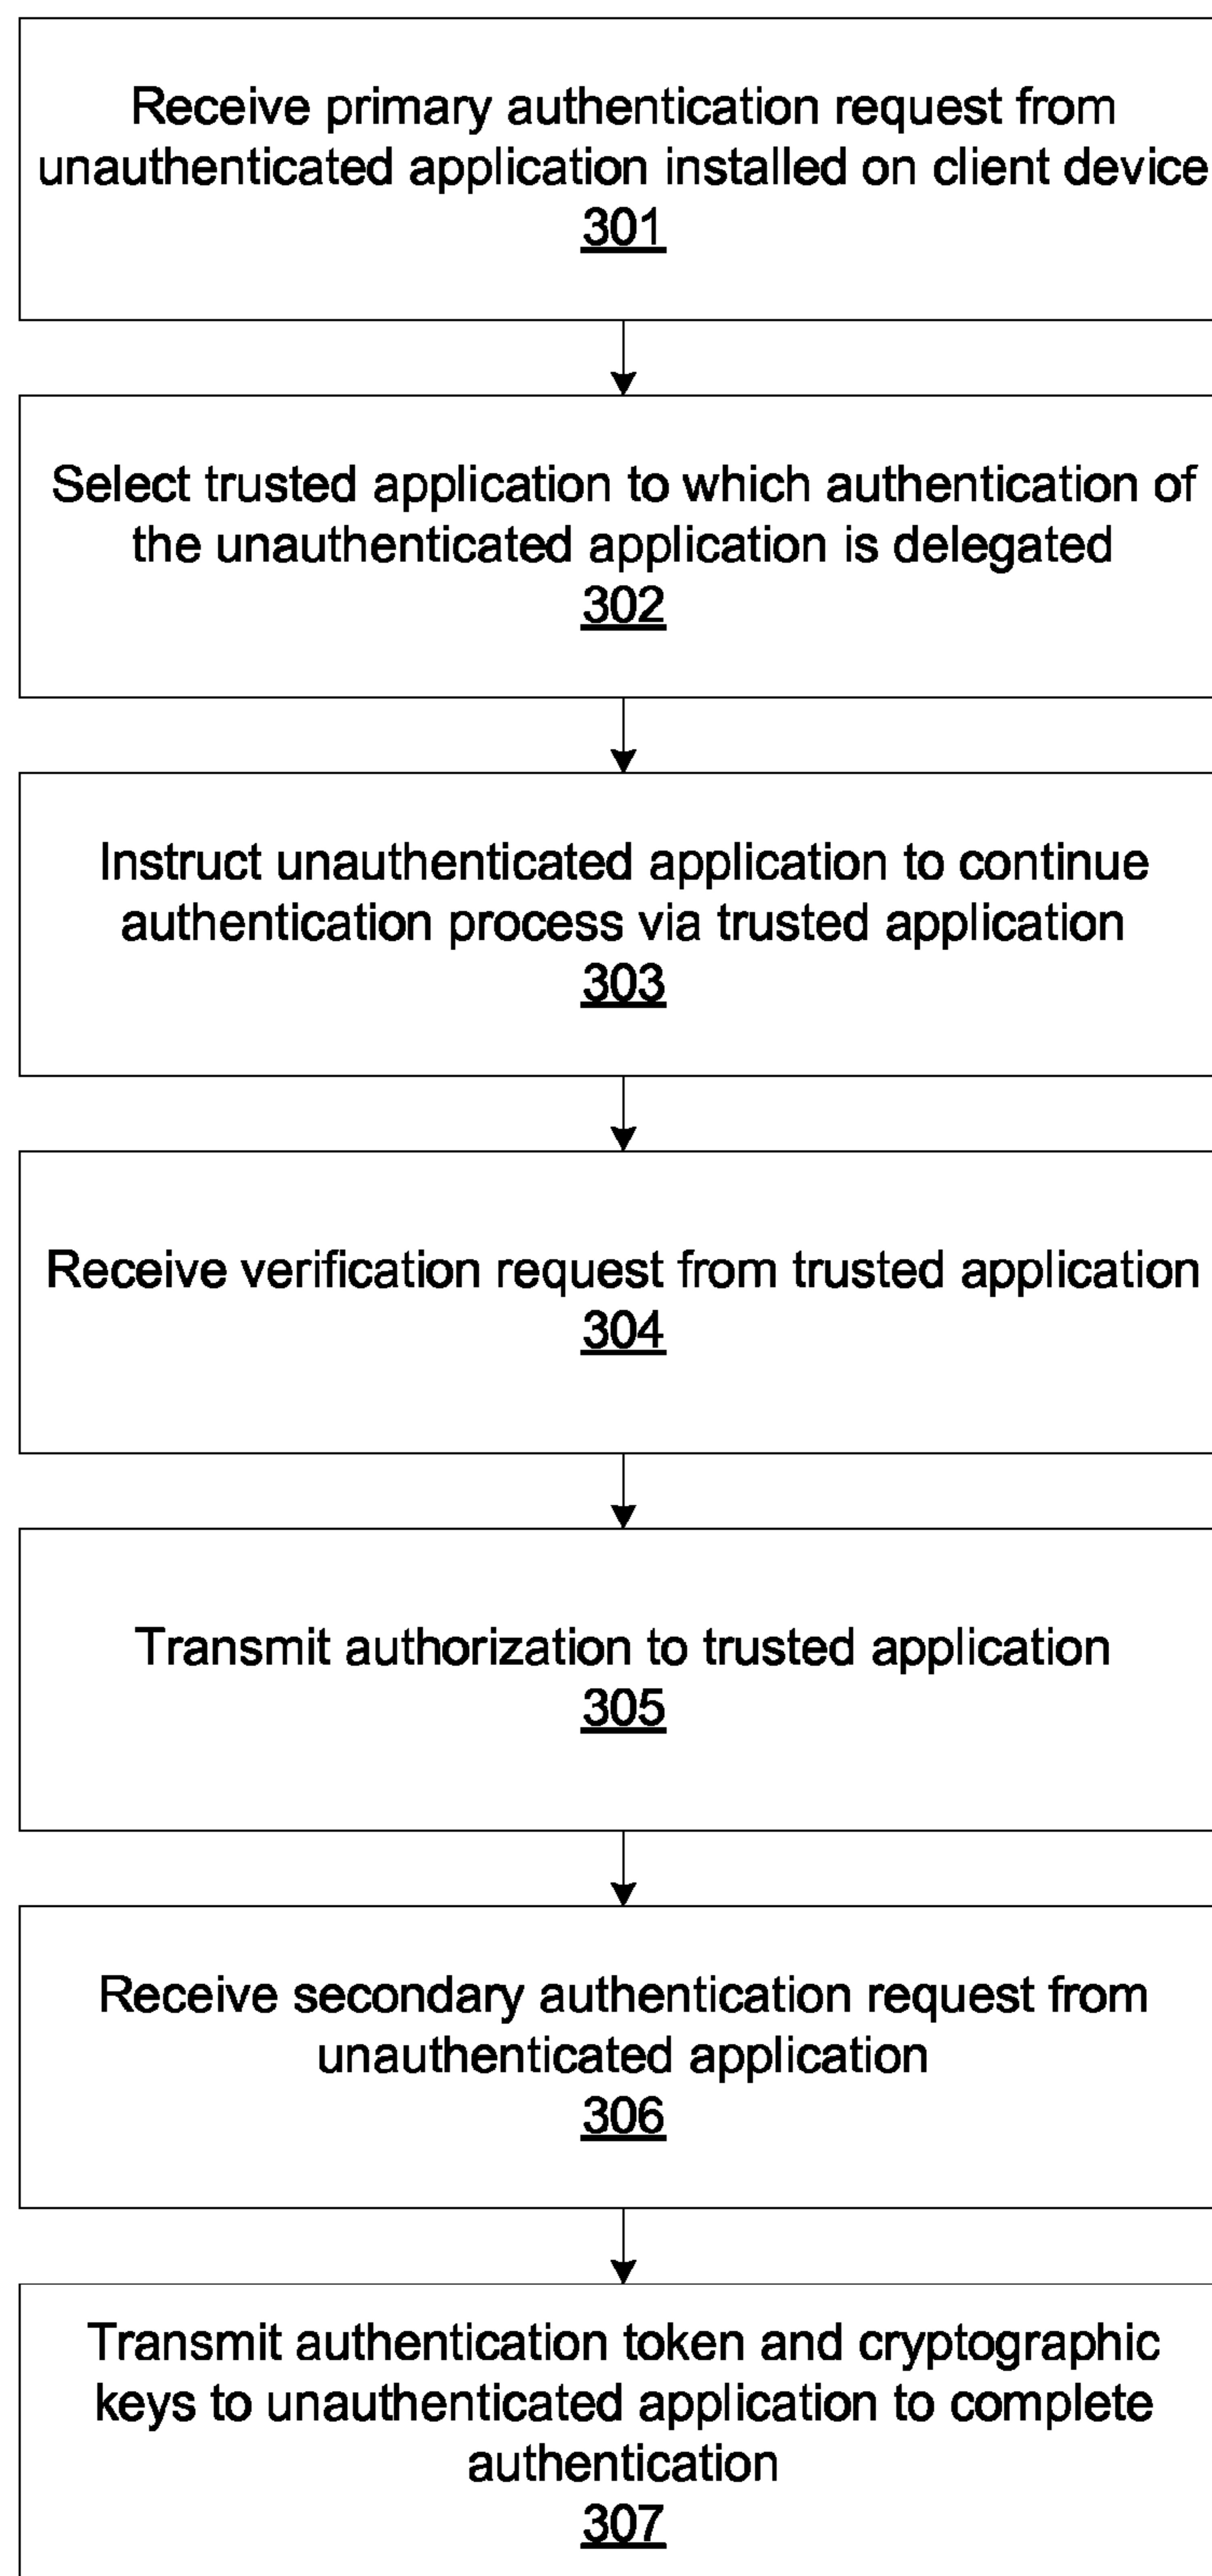 Receive primary authentication request from
unauthenticated application installed on client device
301
Select trusted application to which authentication of
the unauthenticated application is delegated
302
Instruct unauthenticated application to continue
authentication process via trusted application
303
Receive verification request from trusted application
304
Transmit authorization to trusted application
305
Receive secondary authentication request from
unauthenticated application
306
Transmit authentication token and cryptographic
keys to unauthenticated application to complete
authentication
307